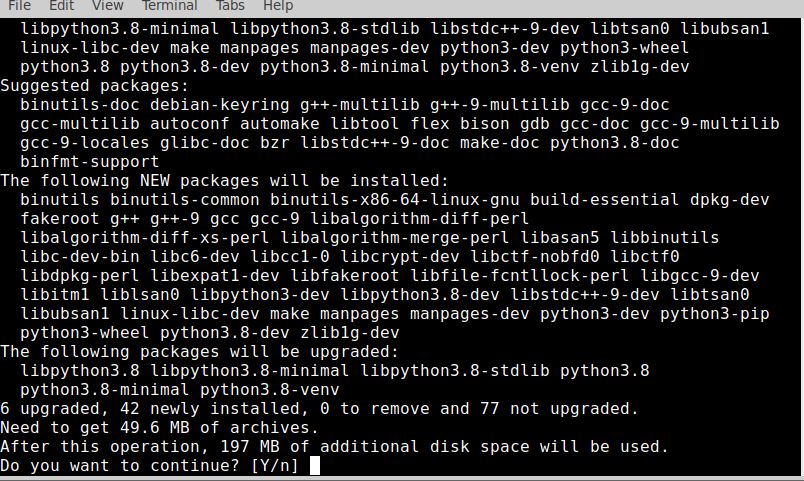 File Edit View Terminal Tabs Help
libpython3.8-minimal libpython3.8-stdlib libstdc++-9-dev libtsan0 libubsan1
linux-libc-dev make manpages manpages-dev python3-dev python3-wheel
python3.8 python3.8-dev python3.8-minimal python3.8-venv zlib1g-dev
Suggested packages:
binutils-doc debian-keyring g++-multilib g++-9-multilib gcc-9-doc
gcc-multilib autoconf automake libtool flex bison gdb gcc-doc gcc-9-multilib
gcc-9-locales glibc-doc bzr libstdc++-9-doc make-doc python3.8-doc
binfmt-support
The following NEW packages will be installed:
binutils binutils-common binutils-x86-64-linux-gnu build-essential dpkg-dev
fakeroot g++ g++-9 gcc gcc-9 libalgorithm-diff-perl
libalgorithm-diff-xs-perl libalgorithm-merge-perl libasan5 libbinutils
libc-dev-bin libc6-dev libcc1-0 libcrypt-dev libctf-nobfd0 libctf0
libdpkg-perl libexpat1-dev libfakeroot libfile-fcntllock-perl libgcc-9-dev
libitm1 liblsan0 libpython3-dev libpython3.8-dev libstdc++-9-dev libtsan0
libubsan1 linux-libc-dev make manpages manpages-dev python3-dev python3-pip
python3-wheel python3.8-dev zlib1g-dev
The following packages will be upgraded:
libpython3.8 libpython3.8-minimal libpython3.8-stdlib python3.8
python3.8-minimal python3.8-venv
6 upgraded, 42 newly installed, 0 to remove and 77 not upgraded.
Need to get 49.6 MB of archives.
After this operation, 197 MB of additional disk space will be used.
Do you want to continue? [Y/n]